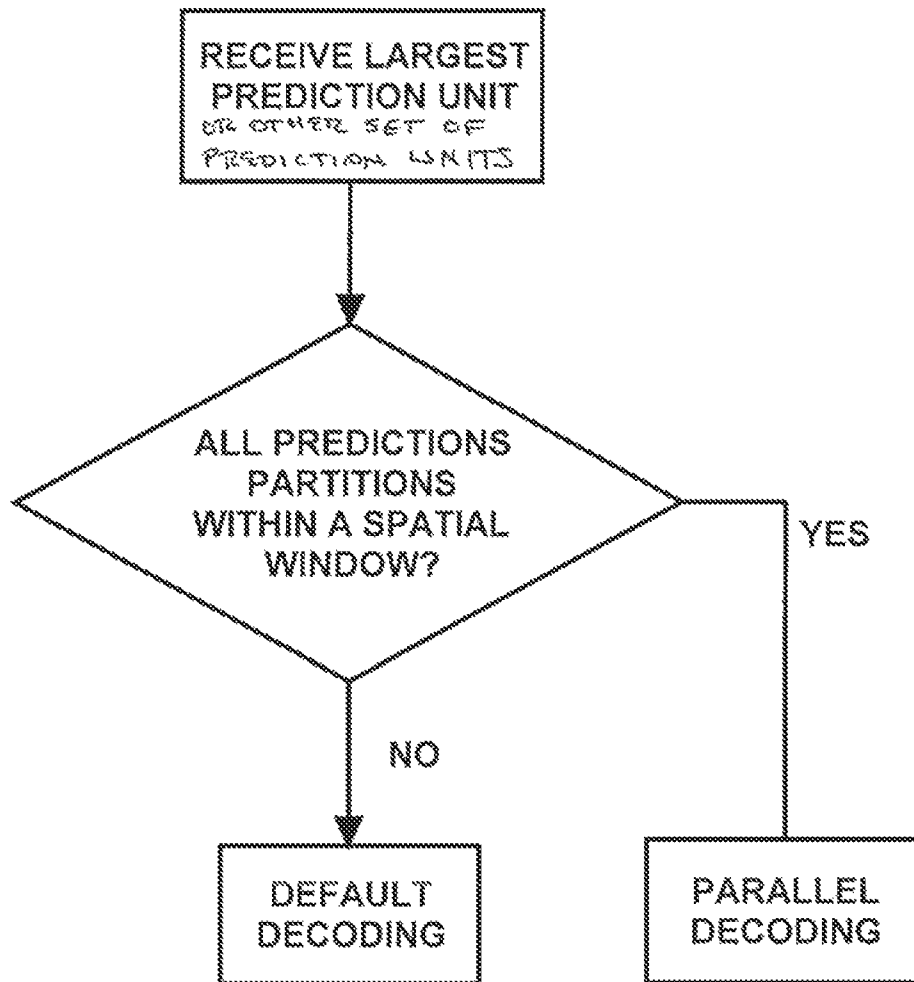 RECEIVE LARGEST
PREDICTION UNIT
OR OTHER SET OF
PREDICTION UNITS
ALL PREDICTIONS
PARTITIONS
WITHIN A SPATIAL
WINDOW?
YES
NO
DEFAULT
DECODING
PARALLEL
DECODING